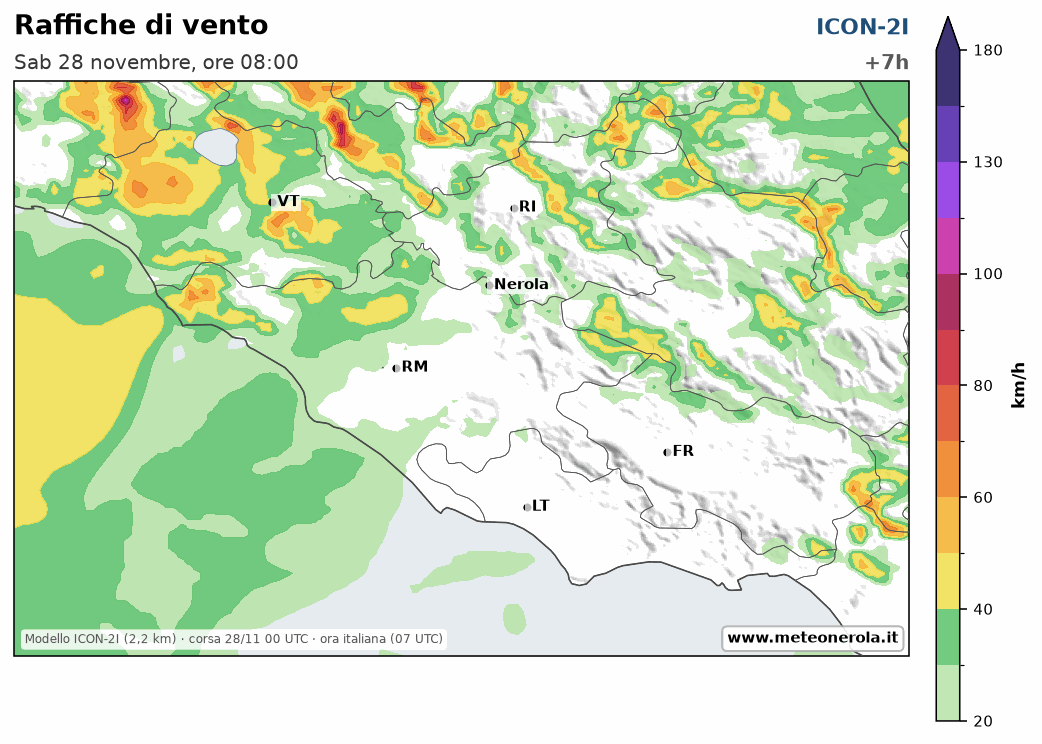 Raffiche di vento
ICON-2I
Sab 28 novembre, ore 08:00
+7h
VT
RI
Nerola
RM
FR
LT
Modello ICON-2I (2,2 km) · corsa 28/11 00 UTC · ora italiana (07 UTC)
www.meteonerola.it
180
130
100
80
60
40
20
km/h